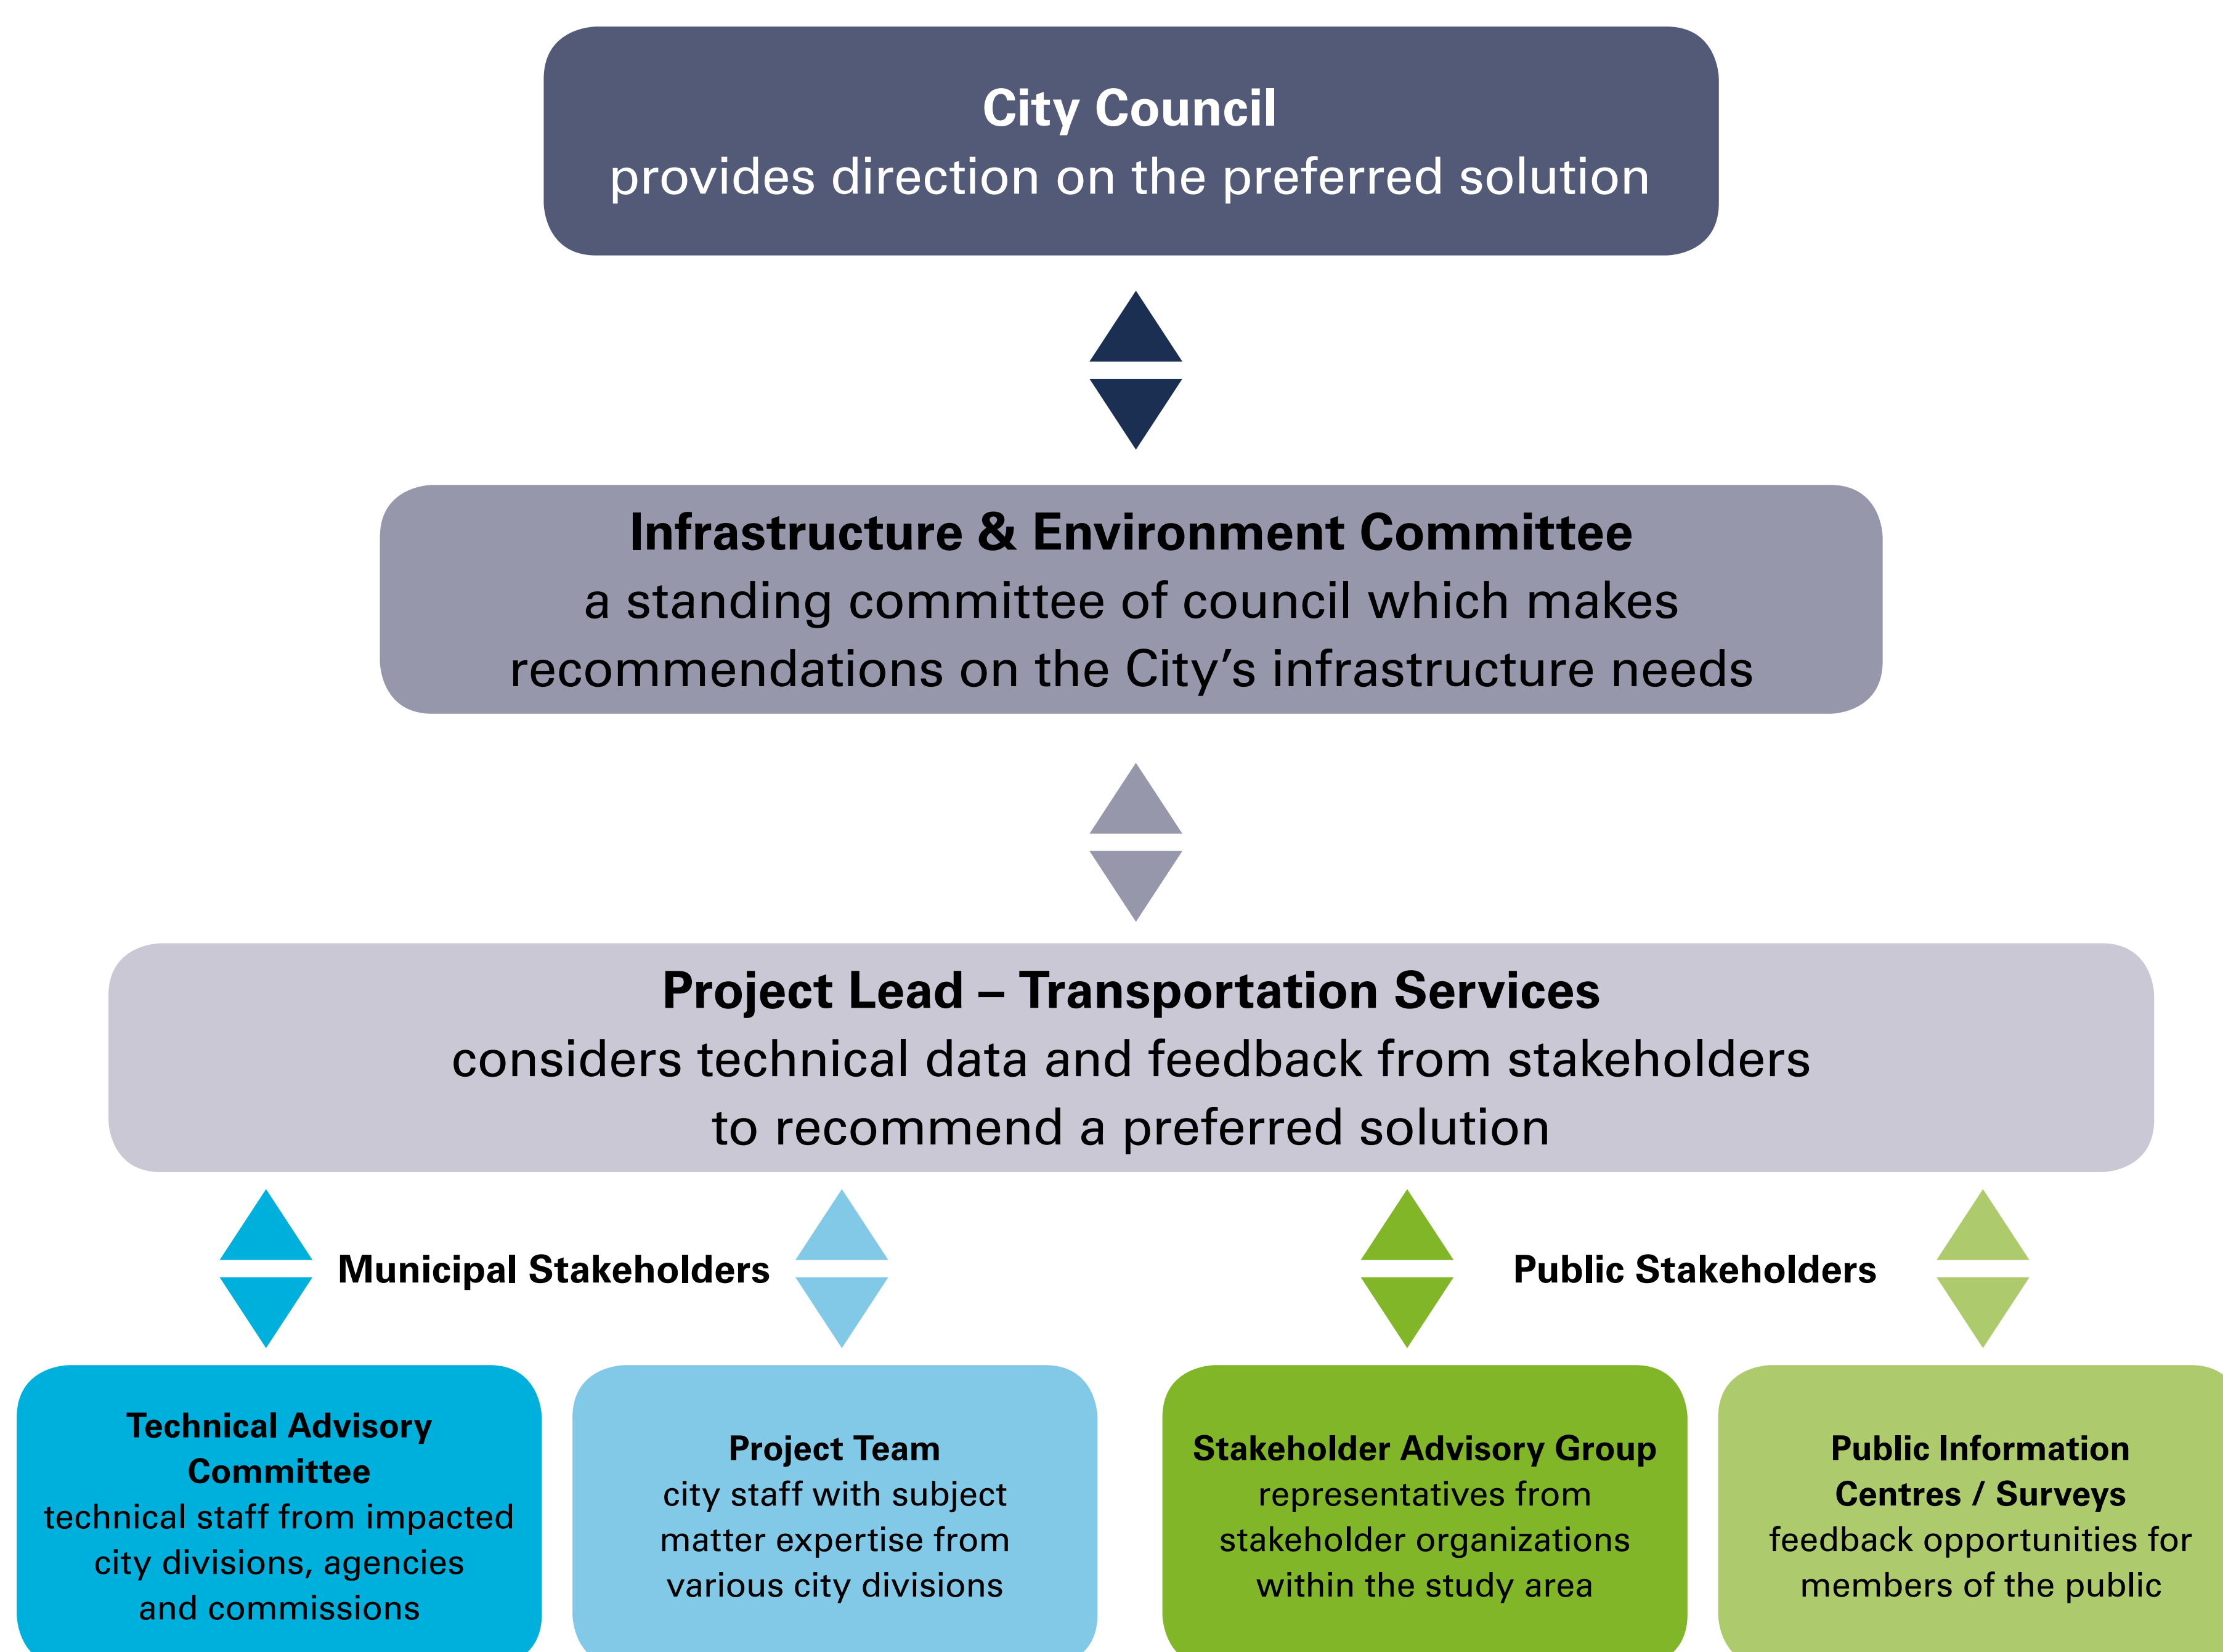 City Council
provides direction on the preferred solution
Infrastructure & Environment Committee
a standing committee of council which makes
recommendations on the City’s infrastructure needs
Project Lead – Transportation Services
considers technical data and feedback from stakeholders
to recommend a preferred solution
Municipal Stakeholders
Public Stakeholders
Technical Advisory
Committee
technical staff from impacted
city divisions, agencies
and commissions
Project Team
city staff with subject
matter expertise from
various city divisions
Stakeholder Advisory Group
representatives from
stakeholder organizations
within the study area
Public Information
Centres / Surveys
feedback opportunities for
members of the public